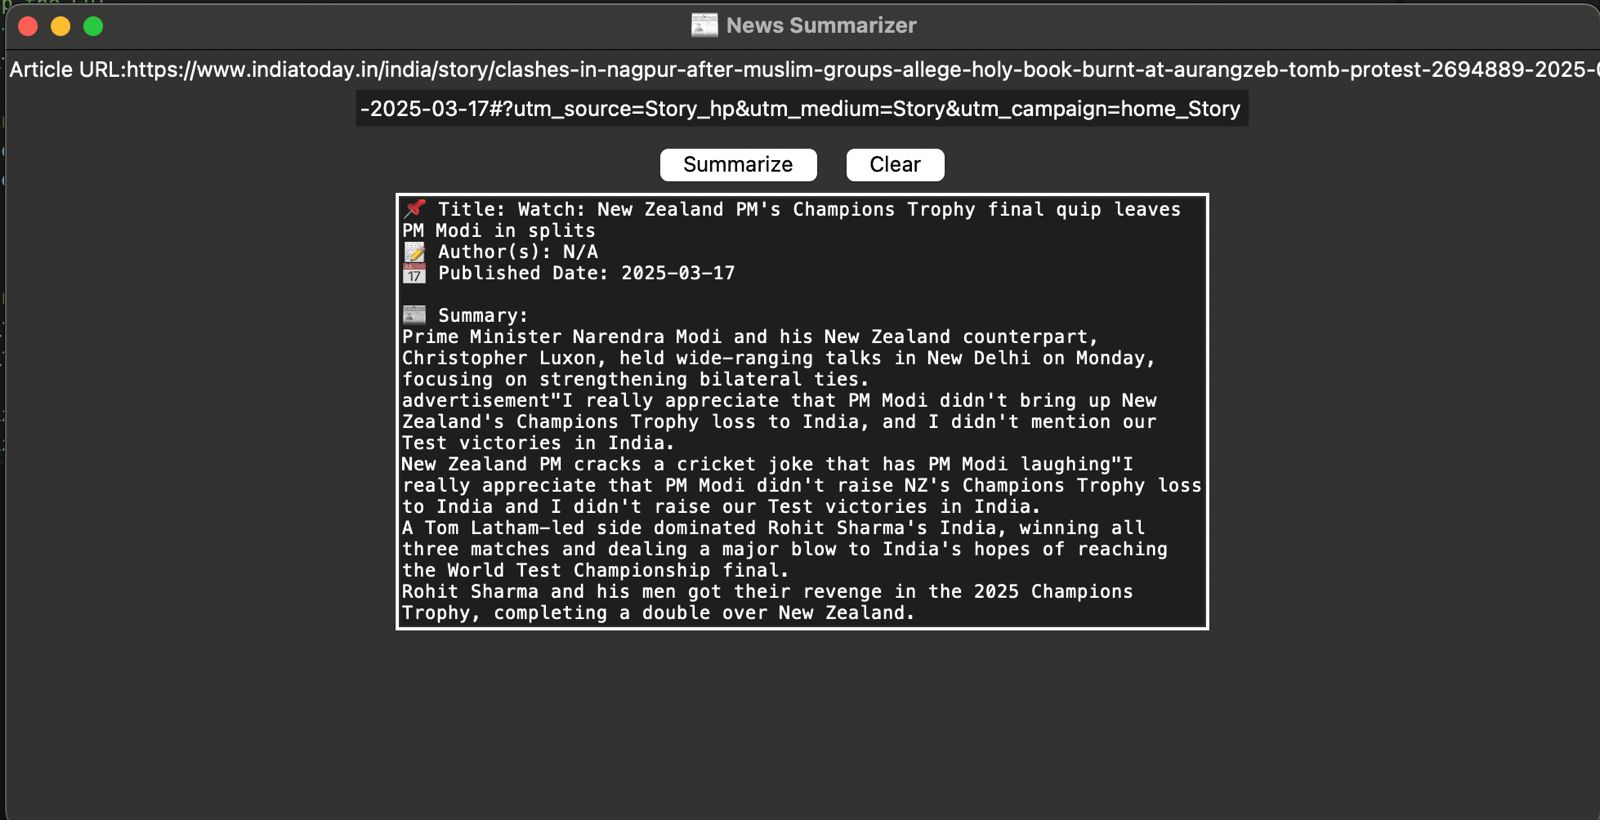 News Summarizer
Article URL:https://www.indiatoday.in/india/story/clashes-in-nagpur-after-muslim-groups-allege-holy-book-burnt-at-aurangzeb-tomb-protest-2694889-2025-
-2025-03-17#?utm_source=Story_hp&utm_medium=Story&utm_campaign=home_Story
Summarize Clear
Title: Watch: New Zealand PM's Champions Trophy final quip leaves
PM Modi in splits
Author(s): N/A
17 Published Date: 2025-03-17
Summary:
Prime Minister Narendra Modi and his New Zealand counterpart,
Christopher Luxon, held wide-ranging talks in New Delhi on Monday,
focusing on strengthening bilateral ties.
advertisement"I really appreciate that PM Modi didn't bring up New
Zealand's Champions Trophy loss to India, and I didn't mention our
Test victories in India.
New Zealand PM cracks a cricket joke that has PM Modi laughing"I
really appreciate that PM Modi didn't raise NZ's Champions Trophy loss
to India and I didn't raise our Test victories in India.
A Tom Latham-led side dominated Rohit Sharma's India, winning all
three matches and dealing a major blow to India's hopes of reaching
the World Test Championship final.
Rohit Sharma and his men got their revenge in the 2025 Champions
Trophy, completing a double over New Zealand.